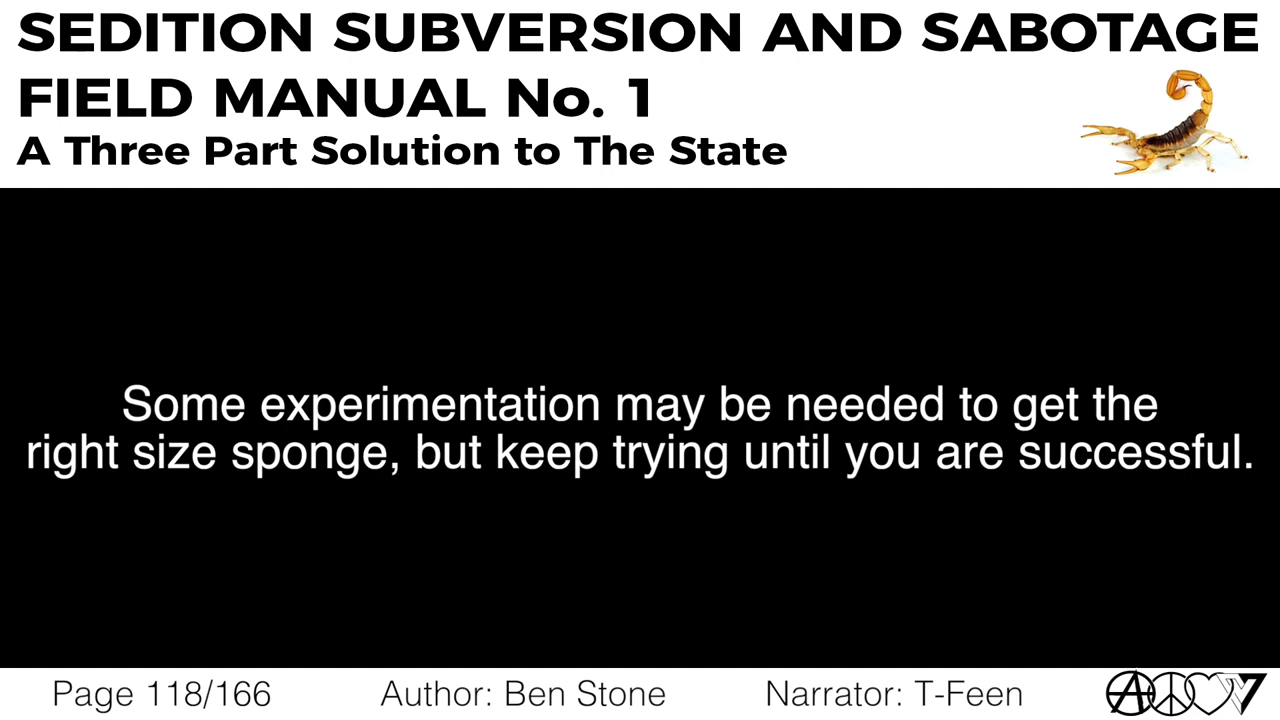 SEDITION SUBVERSION AND SABOTAGE
FIELD MANUAL No. 1
A Three Part Solution to The State
Some experimentation may be needed to get the
right size sponge, but keep trying until you are successful.
Page 118/166 Author: Ben Stone Narrator: T-Feen